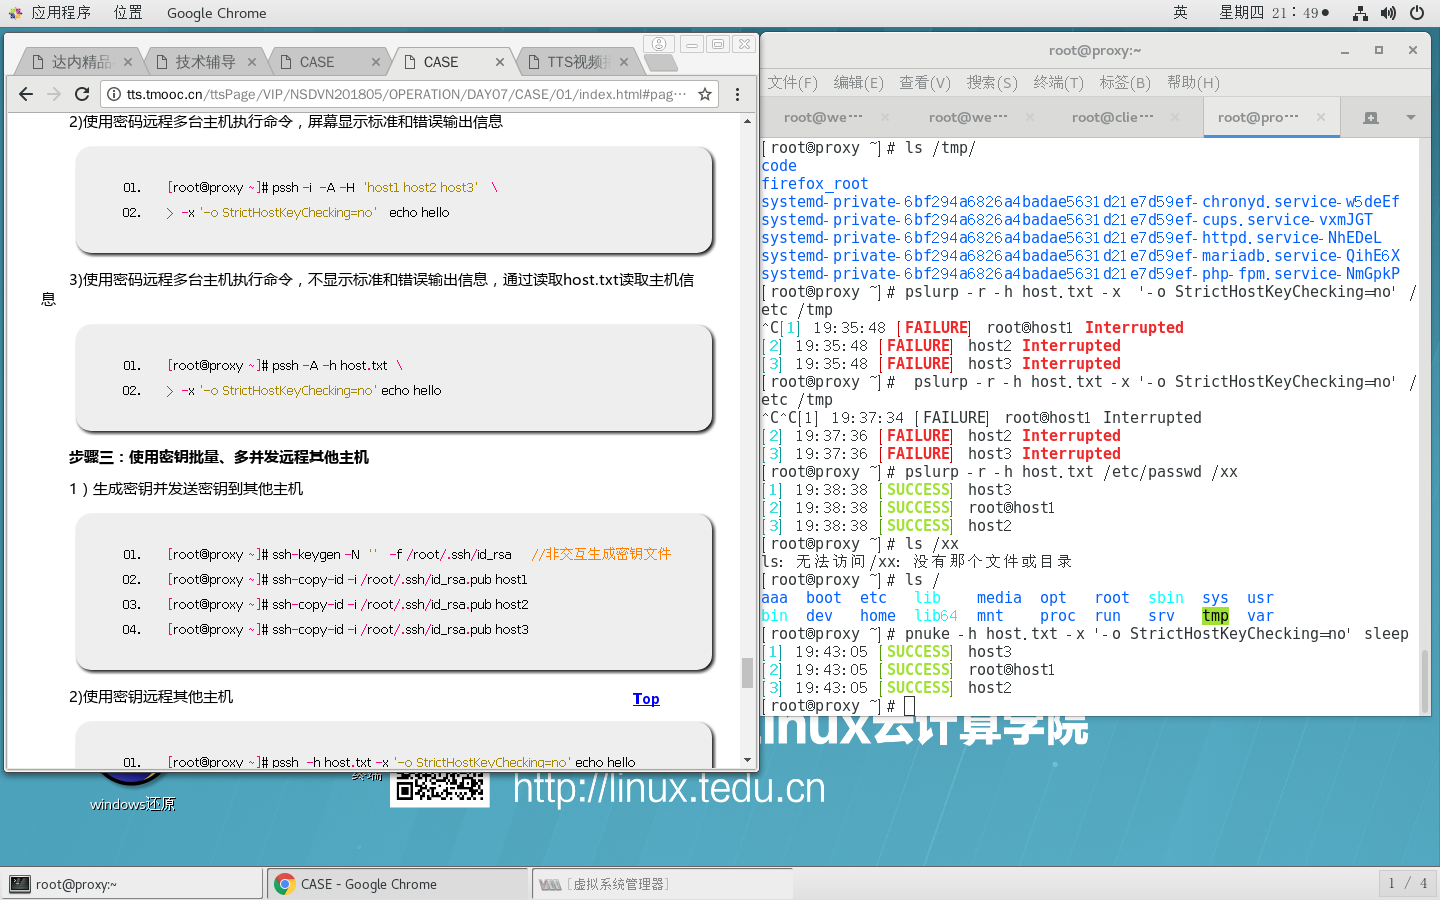 应用程序 位置 Google Chrome 英 星期四 21：49●
达内精品 技术辅导 CASE CASE TTS视频
tts.tmooc.cn/ttsPage/VIP/NSDVN201805/OPERATION/DAY07/CASE/01/index.html#pag…
2)使用密码远程多台主机执行命令，屏幕显示标准和错误输出信息
01. [root@proxy ~]# pssh -i -A -H 'host1 host2 host3' \
02. > -x '-o StrictHostKeyChecking=no' echo hello
3)使用密码远程多台主机执行命令，不显示标准和错误输出信息，通过读取host.txt读取主机信
息
01. [root@proxy ~]# pssh -A -h host.txt \
02. > -x '-o StrictHostKeyChecking=no' echo hello
步骤三：使用密钥批量、多并发远程其他主机
1）生成密钥并发送密钥到其他主机
01. [root@proxy ~]# ssh-keygen -N '' -f /root/.ssh/id_rsa //非交互生成密钥文件
02. [root@proxy ~]# ssh-copy-id -i /root/.ssh/id_rsa.pub host1
03. [root@proxy ~]# ssh-copy-id -i /root/.ssh/id_rsa.pub host2
04. [root@proxy ~]# ssh-copy-id -i /root/.ssh/id_rsa.pub host3
2)使用密钥远程其他主机
Top
01. [root@proxy ~]# pssh -h host.txt -x '-o StrictHostKeyChecking=no' echo hello
root@proxy:~
文件(F) 编辑(E) 查看(V) 搜索(S) 终端(T) 标签(B) 帮助(H)
root@we… root@we… root@clie… root@pro…
[root@proxy ~]# ls /tmp/
code
firefox_root
systemd-private-6bf294a6826a4badae5631d21e7d59ef-chronyd.service-w5deEf
systemd-private-6bf294a6826a4badae5631d21e7d59ef-cups.service-vxmJGT
systemd-private-6bf294a6826a4badae5631d21e7d59ef-httpd.service-NhEDeL
systemd-private-6bf294a6826a4badae5631d21e7d59ef-mariadb.service-QihE6X
systemd-private-6bf294a6826a4badae5631d21e7d59ef-php-fpm.service-NmGpkP
[root@proxy ~]# pslurp -r -h host.txt -x  '-o StrictHostKeyChecking=no' /
etc /tmp
^C[1] 19:35:48 [FAILURE] root@host1 Interrupted
[2] 19:35:48 [FAILURE] host2 Interrupted
[3] 19:35:48 [FAILURE] host3 Interrupted
[root@proxy ~]#  pslurp -r -h host.txt -x '-o StrictHostKeyChecking=no' /
etc /tmp
^C^C[1] 19:37:34 [FAILURE] root@host1 Interrupted
[2] 19:37:36 [FAILURE] host2 Interrupted
[3] 19:37:36 [FAILURE] host3 Interrupted
[root@proxy ~]# pslurp -r -h host.txt /etc/passwd /xx
[1] 19:38:38 [SUCCESS] host3
[2] 19:38:38 [SUCCESS] root@host1
[3] 19:38:38 [SUCCESS] host2
[root@proxy ~]# ls /xx
ls: 无法访问/xx: 没有那个文件或目录
[root@proxy ~]# ls /
aaa boot etc lib media opt root sbin sys usr
bin dev home lib64 mnt proc run srv tmp var
[root@proxy ~]# pnuke -h host.txt -x '-o StrictHostKeyChecking=no' sleep
[1] 19:43:05 [SUCCESS] host3
[2] 19:43:05 [SUCCESS] root@host1
[3] 19:43:05 [SUCCESS] host2
[root@proxy ~]#
Linux云计算学院
http://linux.tedu.cn
终端
windows还原
root@proxy:~ CASE - Google Chrome [虚拟系统管理器] 1 / 4